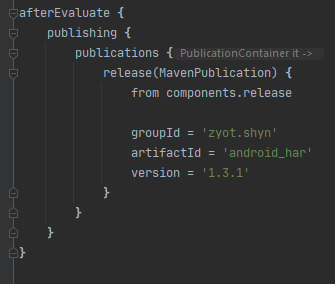 afterEvaluate {
publishing {
publications { PublicationContainer it ->
release(MavenPublication) {
from components.release
groupId = 'zyot.shyn'
artifactId = 'android_har'
version = '1.3.1'
}
}
}
}